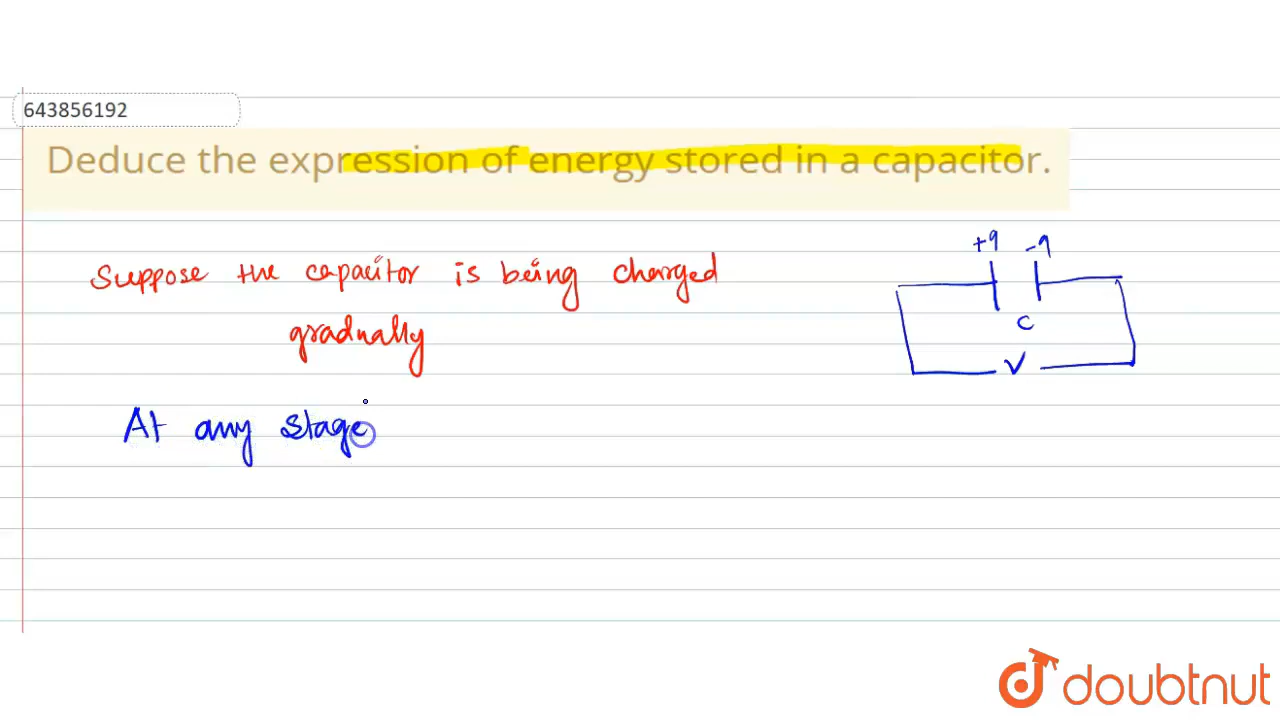 643856192
Deduce the expression of energy stored in a capacitor.
+q -q
Suppose the capacitor is being charged
gradually
C
V
At any stage
doubtnut